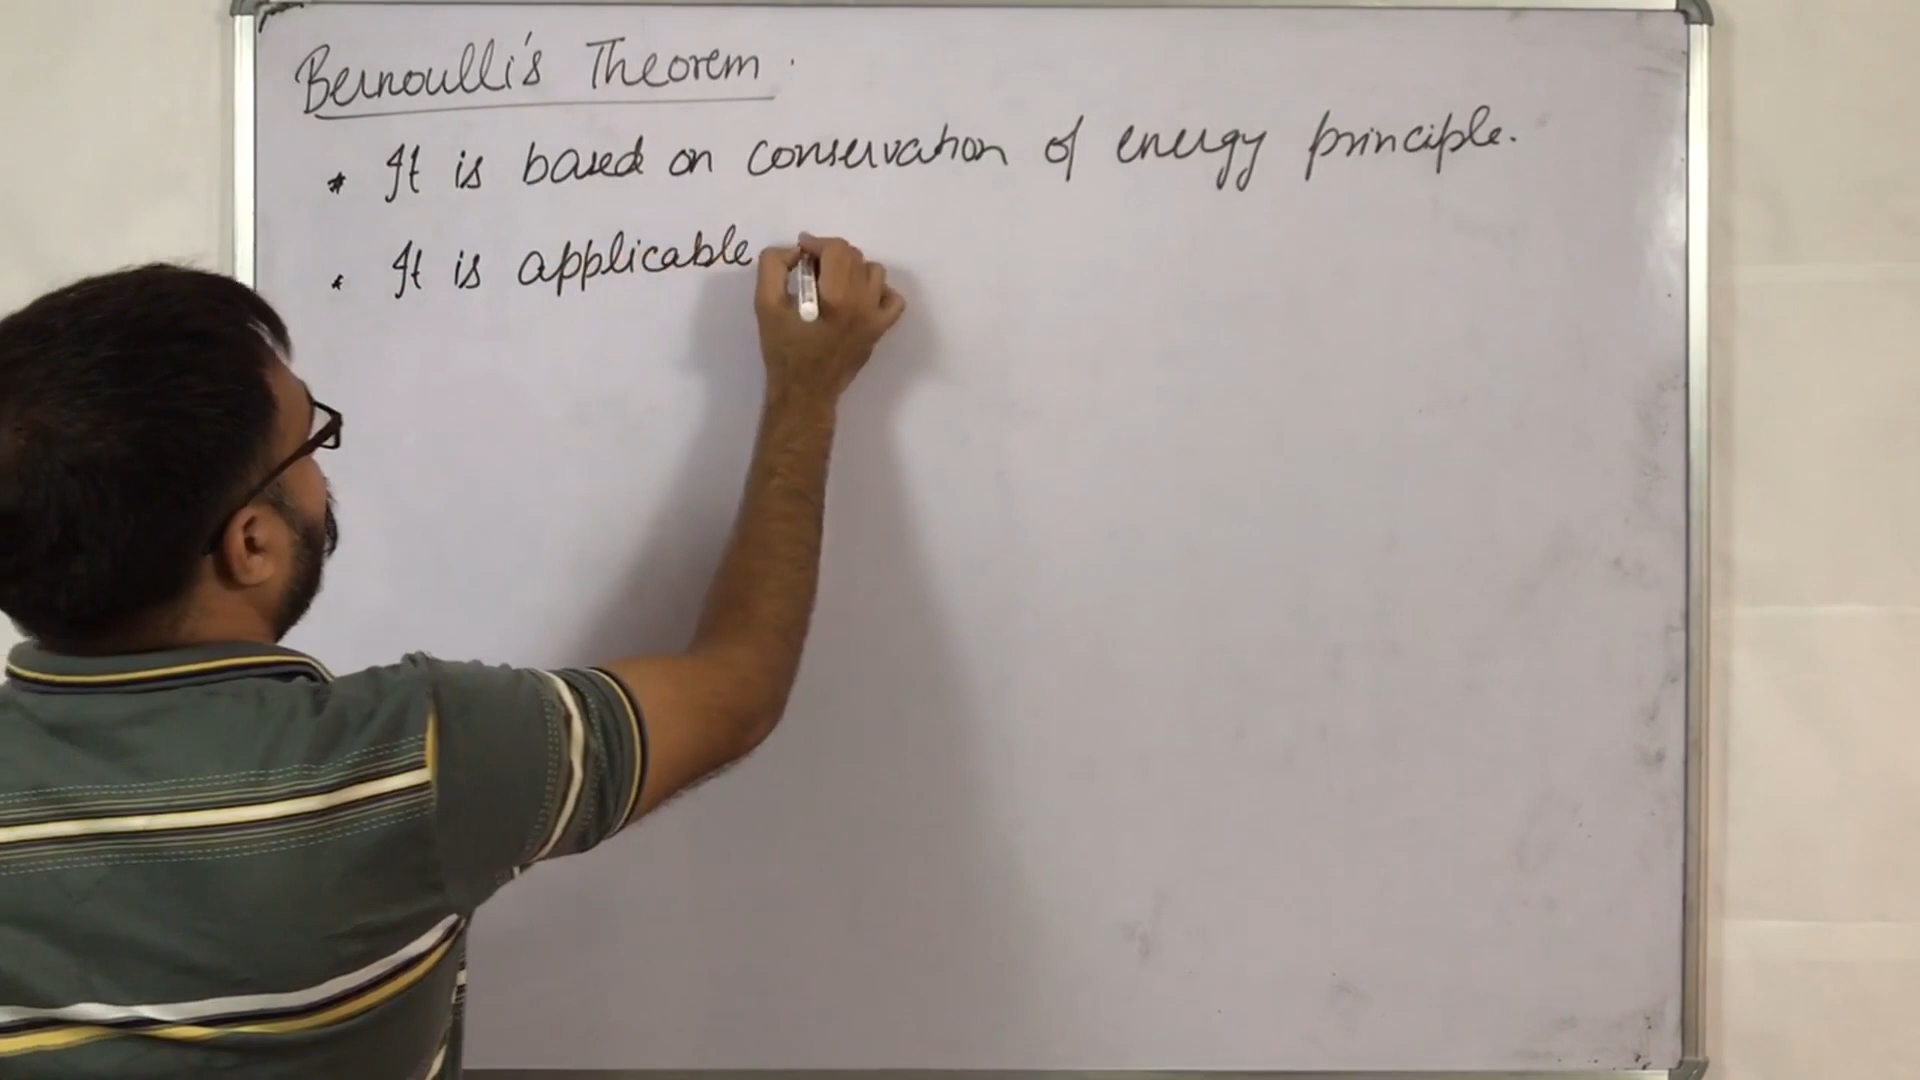 Bernoulli's Theorem.
* It is based on conservation of energy principle.
* It is applicable